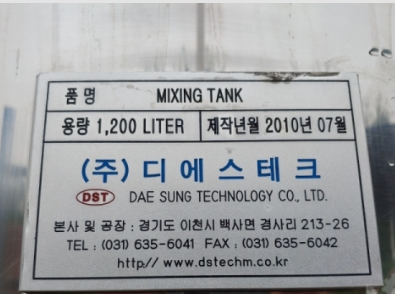 품 명 MIXING TANK
용량 1,200 LITER 제작년월 2010년 07월
(주) 디에스테크
DST DAE SUNG TECHNOLOGY CO., LTD.
본사 및 공장 : 경기도 이천시 백사면 경사리 213-26
TEL : (031) 635-6041 FAX : (031) 635-6042
http// www.dstechm.co.kr